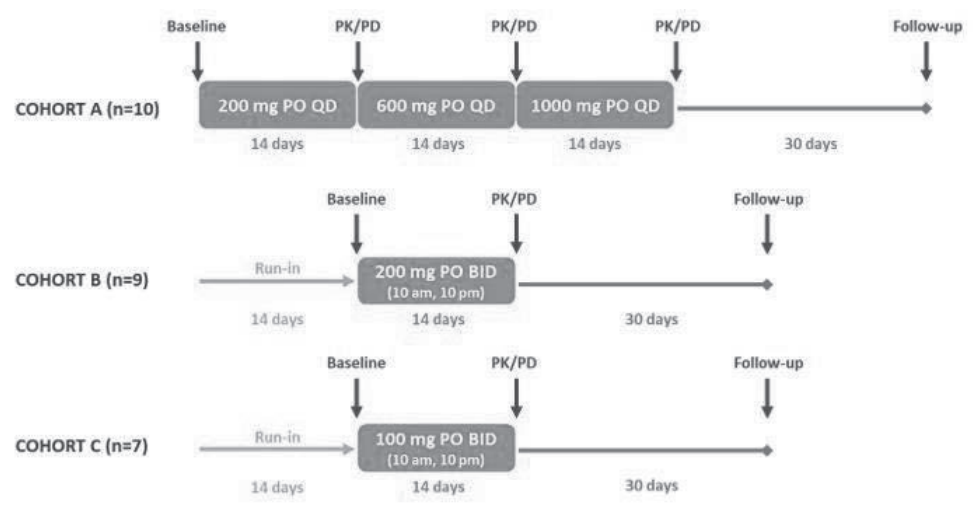 Baseline PK/PD PK/PD PK/PD Follow-up
COHORT A (n=10) 200 mg PO QD 600 mg PO QD 1000 mg PO QD
14 days 14 days 14 days 30 days
Baseline PK/PD Follow-up
COHORT B (n=9) Run-in 200 mg PO BID
(10 am, 10 pm)
14 days 14 days 30 days
Baseline PK/PD Follow-up
COHORT C (n=7) Run-in 100 mg PO BID
(10 am, 10 pm)
14 days 14 days 30 days